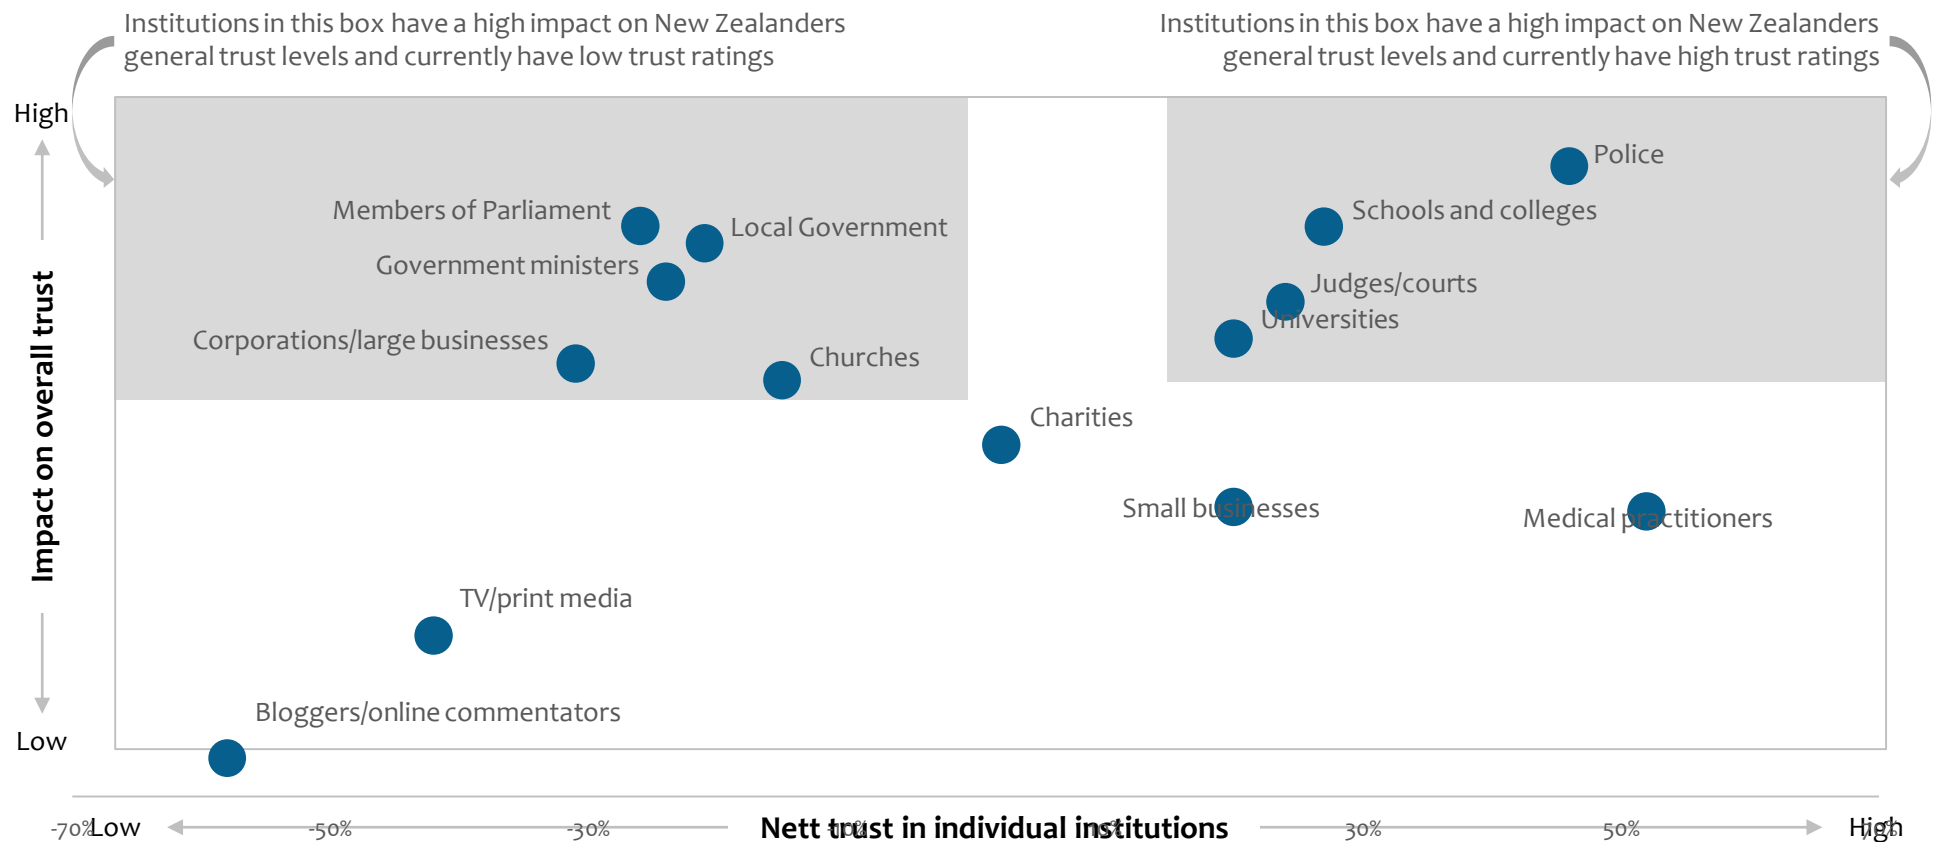 Institutions in this box have a high impact on New Zealanders
general trust levels and currently have low trust ratings
Institutions in this box have a high impact on New Zealanders
general trust levels and currently have high trust ratings
High
Police
Members of Parliament
Schools and colleges
Local Government
Government ministers
Judges/courts
Universities
Corporations/large businesses
Churches
Impact on overall trust
Charities
Small businesses
Medical practitioners
TV/print media
Bloggers/online commentators
Low
-70%
Low
-50%
-30%
-10%
Nett trust in individual institutions
10%
30%
50%
70%
High